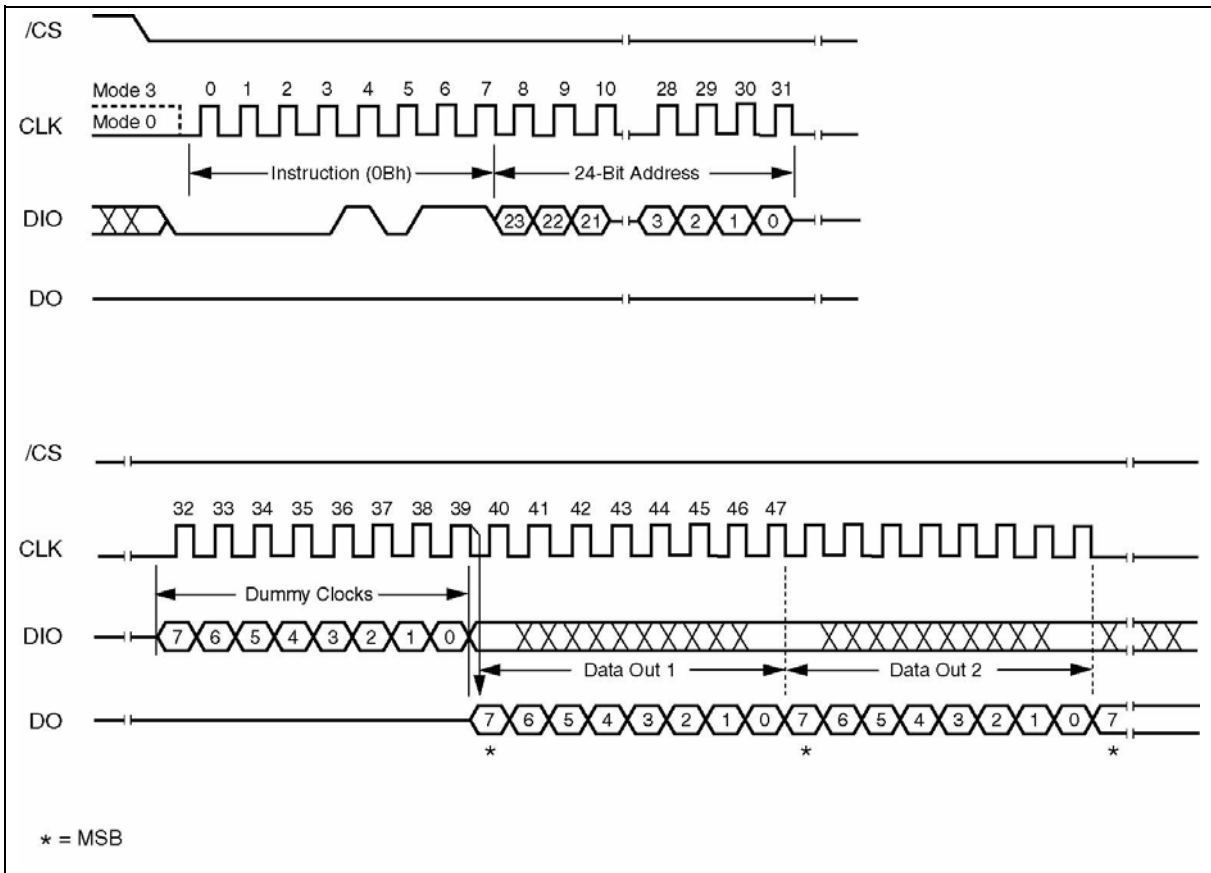 /CS
Mode 3
0 1 2 3 4 5 6 7 8 9 10 28 29 30 31
CLK
Mode 0
Instruction (0Bh)
24-Bit Address
DIO
23 22 21 3 2 1 0
DO
/CS
32 33 34 35 36 37 38 39 40 41 42 43 44 45 46 47
CLK
Dummy Clocks
DIO
7 6 5 4 3 2 1 0
Data Out 1
Data Out 2
DO
7 6 5 4 3 2 1 0 7 6 5 4 3 2 1 0 7
* * *
* = MSB